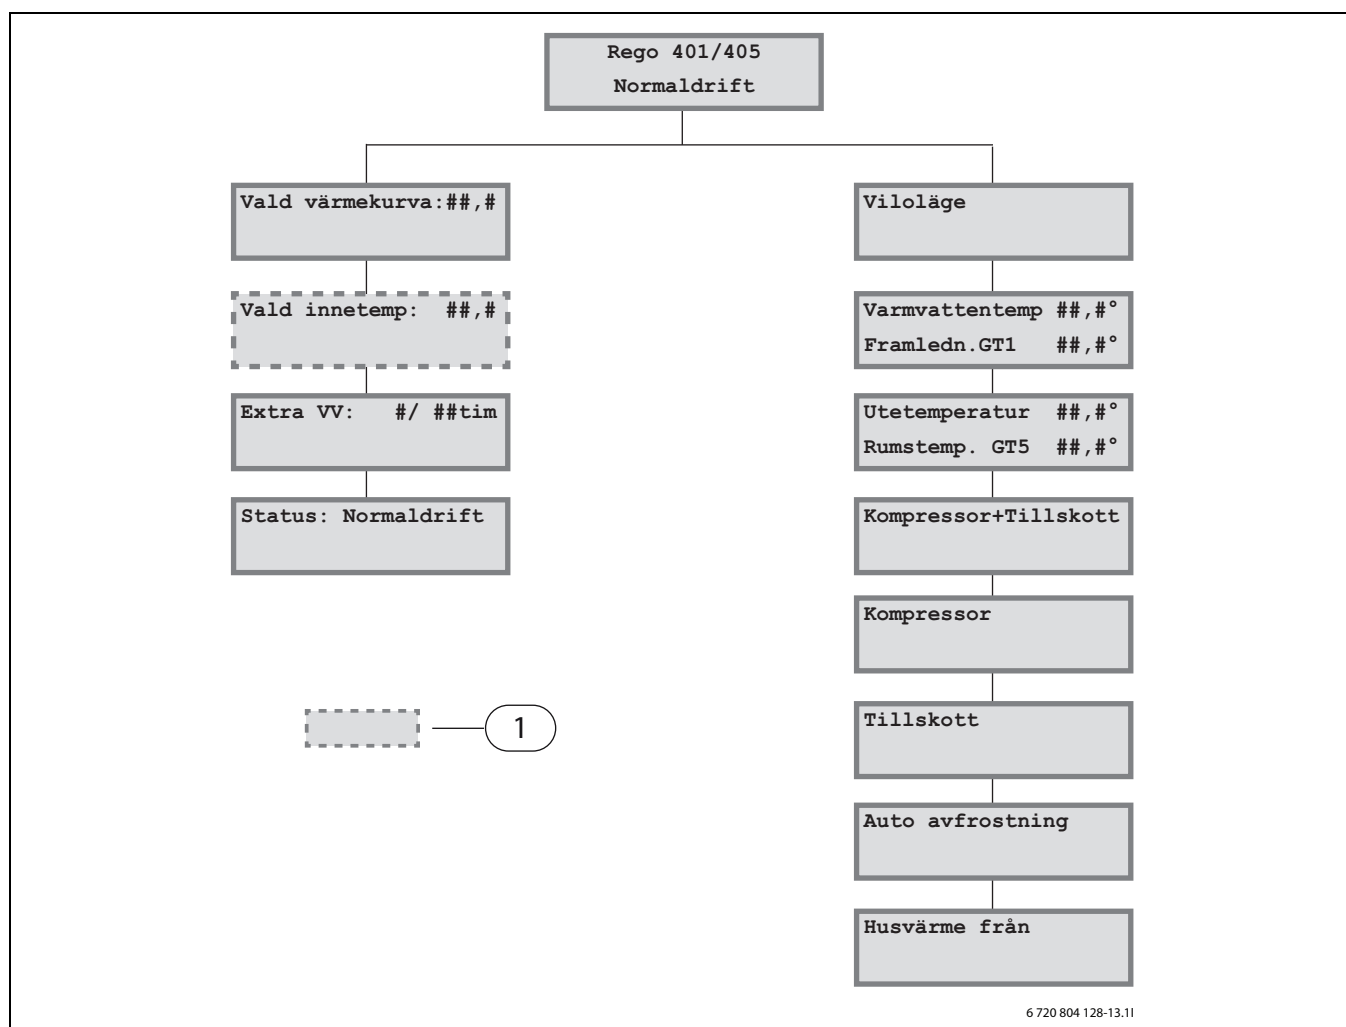 Rego 401/405
Normaldrift
Vald värmekurva:##,#
Vald innetemp: ##,#
Extra VV: #/ ##tim
Status: Normaldrift
1
Viloläge
Varmvattentemp ##,#°
Framledn.GT1 ##,#°
Utetemperatur ##,#°
Rumstemp. GT5 ##,#°
Kompressor+Tillskott
Kompressor
Tillskott
Auto avfrostning
Husvärme från
6 720 804 128-13.1I